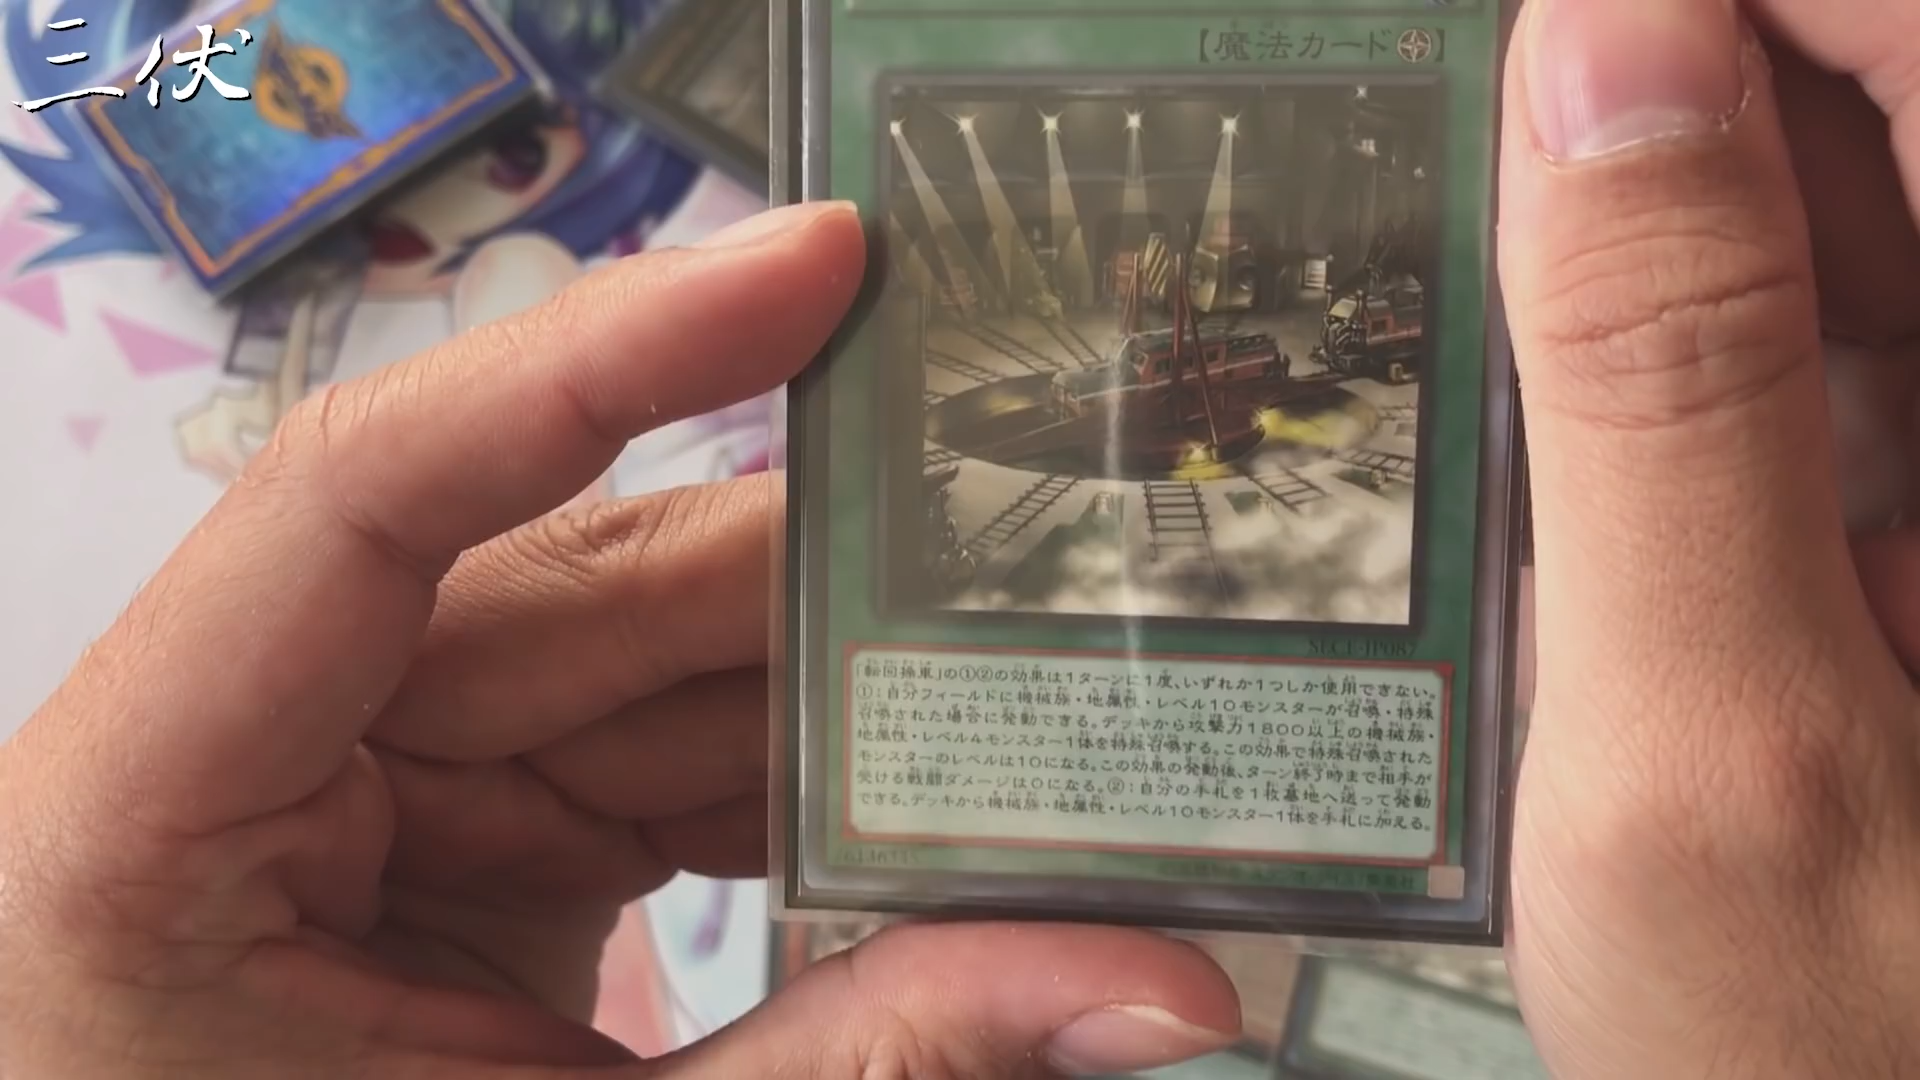 三伏
【魔法カード】
SECE-JP087
「転回操車」の①②の効果は1ターンに1度、いずれか1つしか使用できない。
①：自分フィールドに機械族・地属性・レベル10モンスターが召喚・特殊
召喚された場合に発動できる。デッキから攻撃力1800以上の機械族・
地属性・レベル4モンスター1体を特殊召喚する。この効果で特殊召喚された
モンスターのレベルは10になる。この効果の発動後、ターン終了時まで相手が
受ける戦闘ダメージは0になる。②：自分の手札を1枚墓地へ送って発動
できる。デッキから機械族・地属性・レベル10モンスター1体を手札に加える。